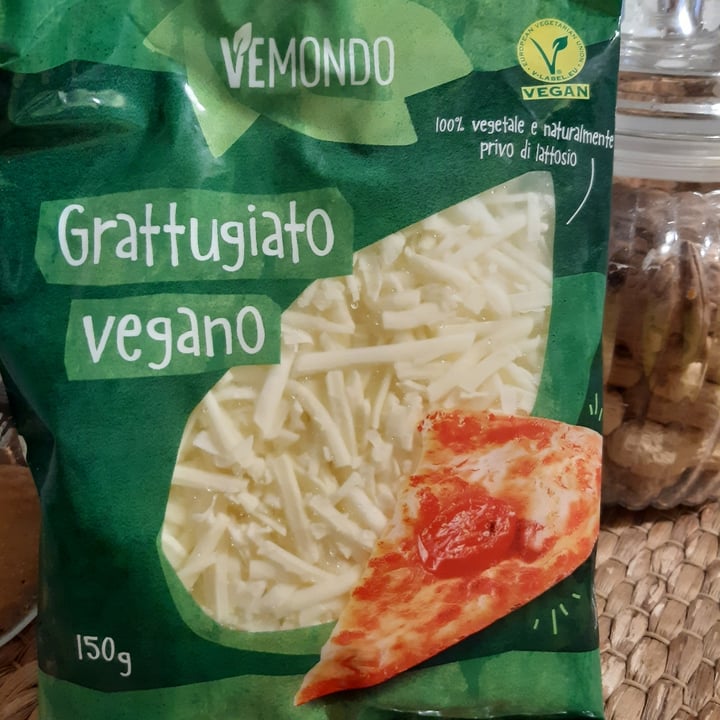 VEMONDO
EUROPEAN VEGETARIAN UNION
V-LABEL.EU
VEGAN
100% vegetale e naturalmente
privo di lattosio
Grattugiato
vegano
150g